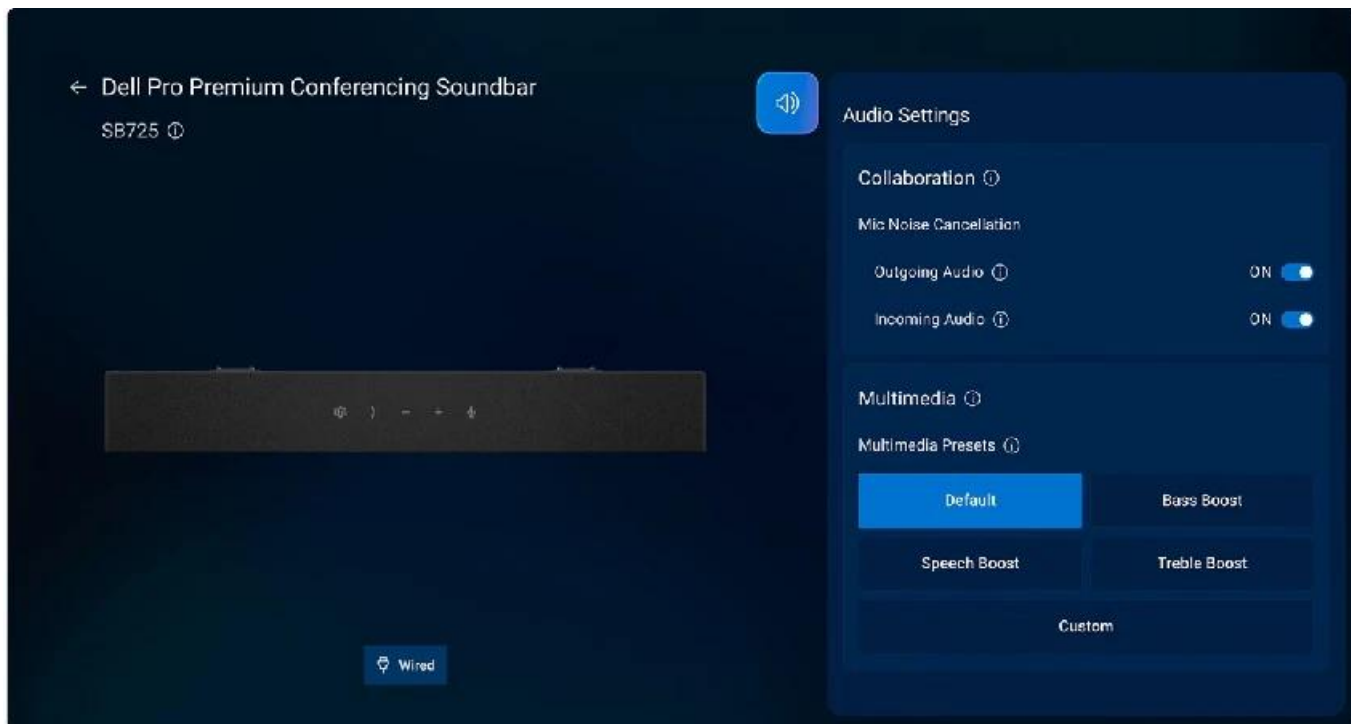 Dell Pro Premium Conferencing Soundbar
SB725
Audio Settings
Collaboration
Mic Noise Cancellation
Outgoing Audio
ON
Incoming Audio
ON
Multimedia
Multimedia Presets
Default
Bass Boost
Speech Boost
Treble Boost
Custom
Wired